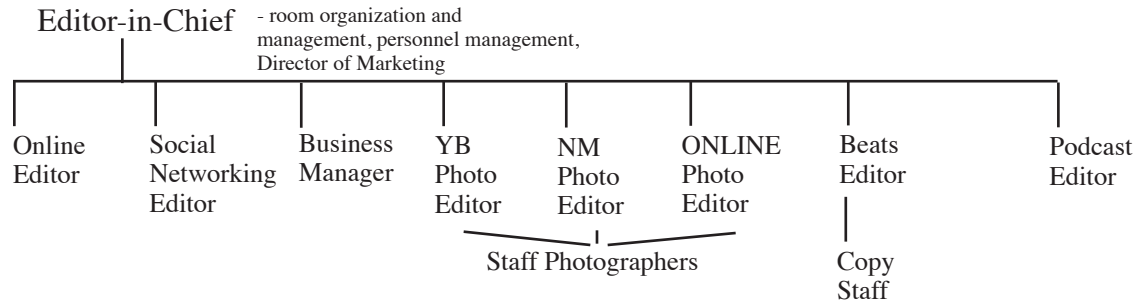 Editor-in-Chief
- room organization and
management, personnel management,
Director of Marketing
Online
Editor
Social
Networking
Editor
Business
Manager
YB
Photo
Editor
NM
Photo
Editor
ONLINE
Photo
Editor
Beats
Editor
Podcast
Editor
Staff Photographers
Copy
Staff